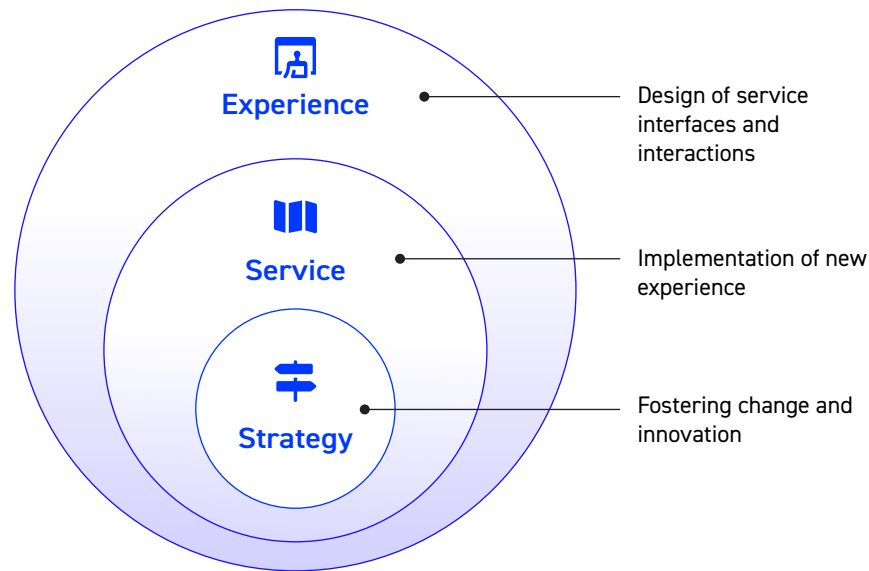 Experience
Design of service
interfaces and
interactions
Service
Implementation of new
experience
Strategy
Fostering change and
innovation